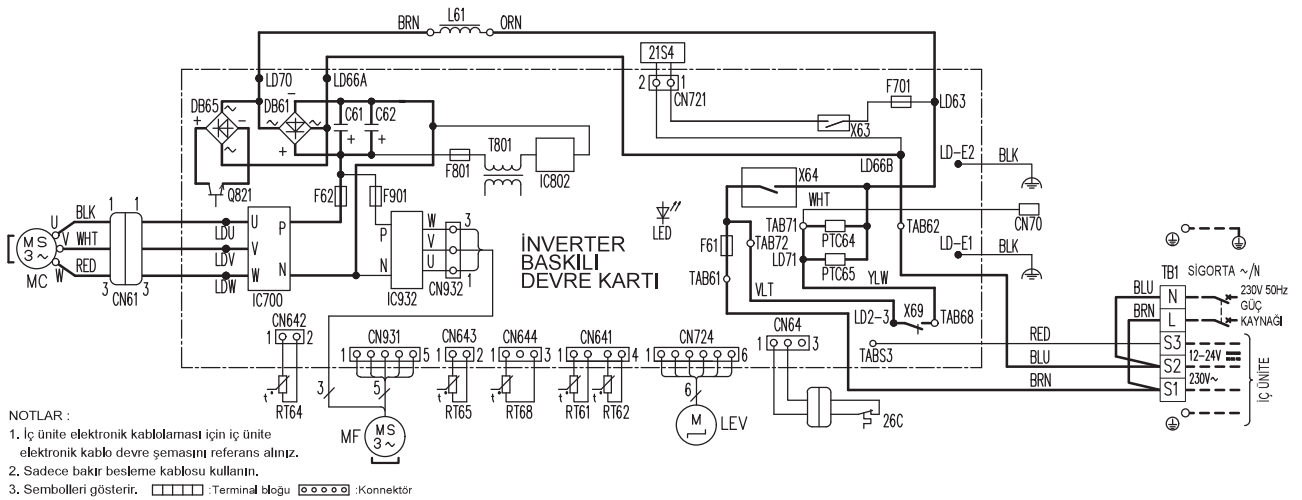 BRN L61 ORN
21S4
2 1
CN721
F701
LD70 LD66A
DB65 DB61
C61 C62
LD63
X63
T801
F801
IC802
LD66B
LD-E2 BLK
Q821
F62 F901
X64
WHT
LED
TAB71
PTC64
CN70
TAB62
LD-E1 BLK
F61
TAB72
LD71
PTC65
TAB61
VLT
YLW
LD2-3
X69
TAB68
U BLK
V WHT
W RED
MS
3~
MC
1 1
3 3
CN61
LDU
LDV
LDW
U P
V
W N
IC700
P W
V
N U
IC932
3
1
CN932
İNVERTER
BASKILI
DEVRE KARTI
CN642
1 2
RT64
CN931
1 5
3 5
MS
3~
MF
CN643
1 2
RT65
CN644
1 3
RT68
CN641
1 4
RT61 RT62
CN724
1 6
6
M
LEV
CN64
1 3
26C
TABS3
RED
BLU
BRN
TB1 SİGORTA ~/N
BLU
BRN
N
L
S3
S2
S1
230V 50Hz
GÜÇ
KAYNAĞI
12-24V
230V~
İÇ ÜNİTE
NOTLAR :
1. İç ünite elektronik kablolaması için iç ünite
elektronik kablo devre şemasını referans alınız.
2. Sadece bakır besleme kablosu kullanın.
3. Sembolleri gösterir. :Terminal bloğu :Konnektör